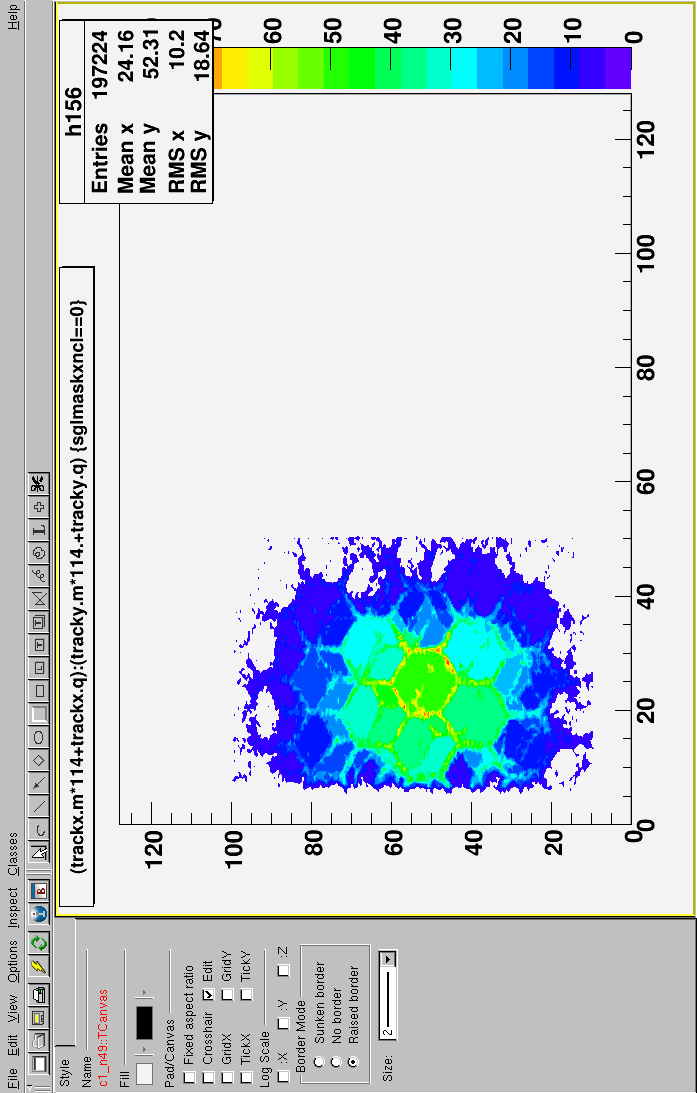 File Edit View Options Inspect Classes Help
Style
Name
c1_n49::TCanvas
Fill
Pad/Canvas
Fixed aspect ratio
Crosshair Edit
GridX GridY
TickX TickY
Log Scale
:X :Y :Z
Border Mode
Sunken border
No border
Raised border
Size: 2
(trackx.m*114+trackx.q):(tracky.m*114.+tracky.q) {sglmaskxncl==0}
h156
Entries 197224
Mean x 24.16
Mean y 52.31
RMS x 10.2
RMS y 18.64
120
100
80
60
40
20
0
0 20 40 60 80 100 120
70
60
50
40
30
20
10
0